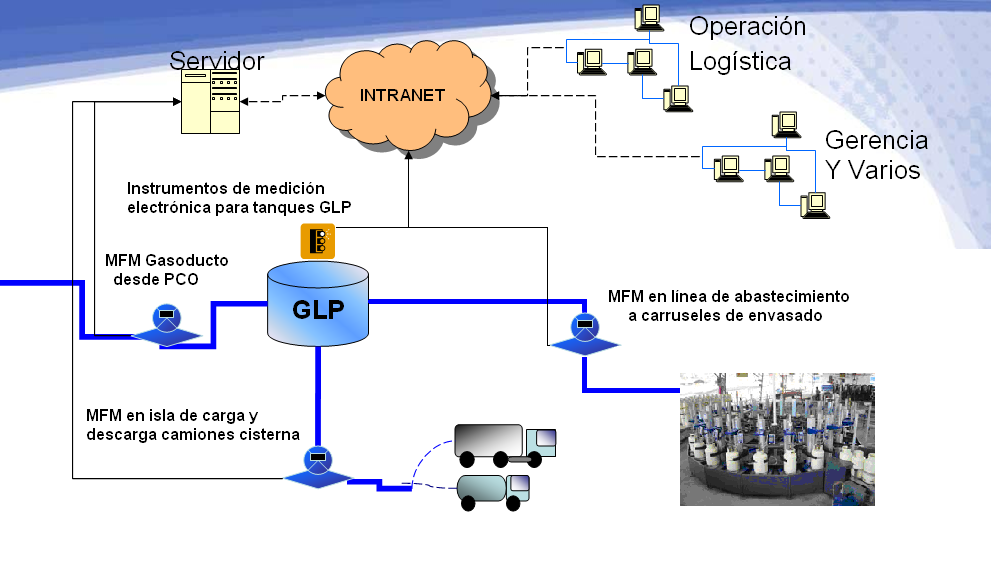 Servidor
INTRANET
Operación
Logística
Gerencia
Y Varios
Instrumentos de medición
electrónica para tanques GLP
MFM Gasoducto
desde PCO
GLP
MFM en línea de abastecimiento
a carruseles de envasado
MFM en isla de carga y
descarga camiones cisterna